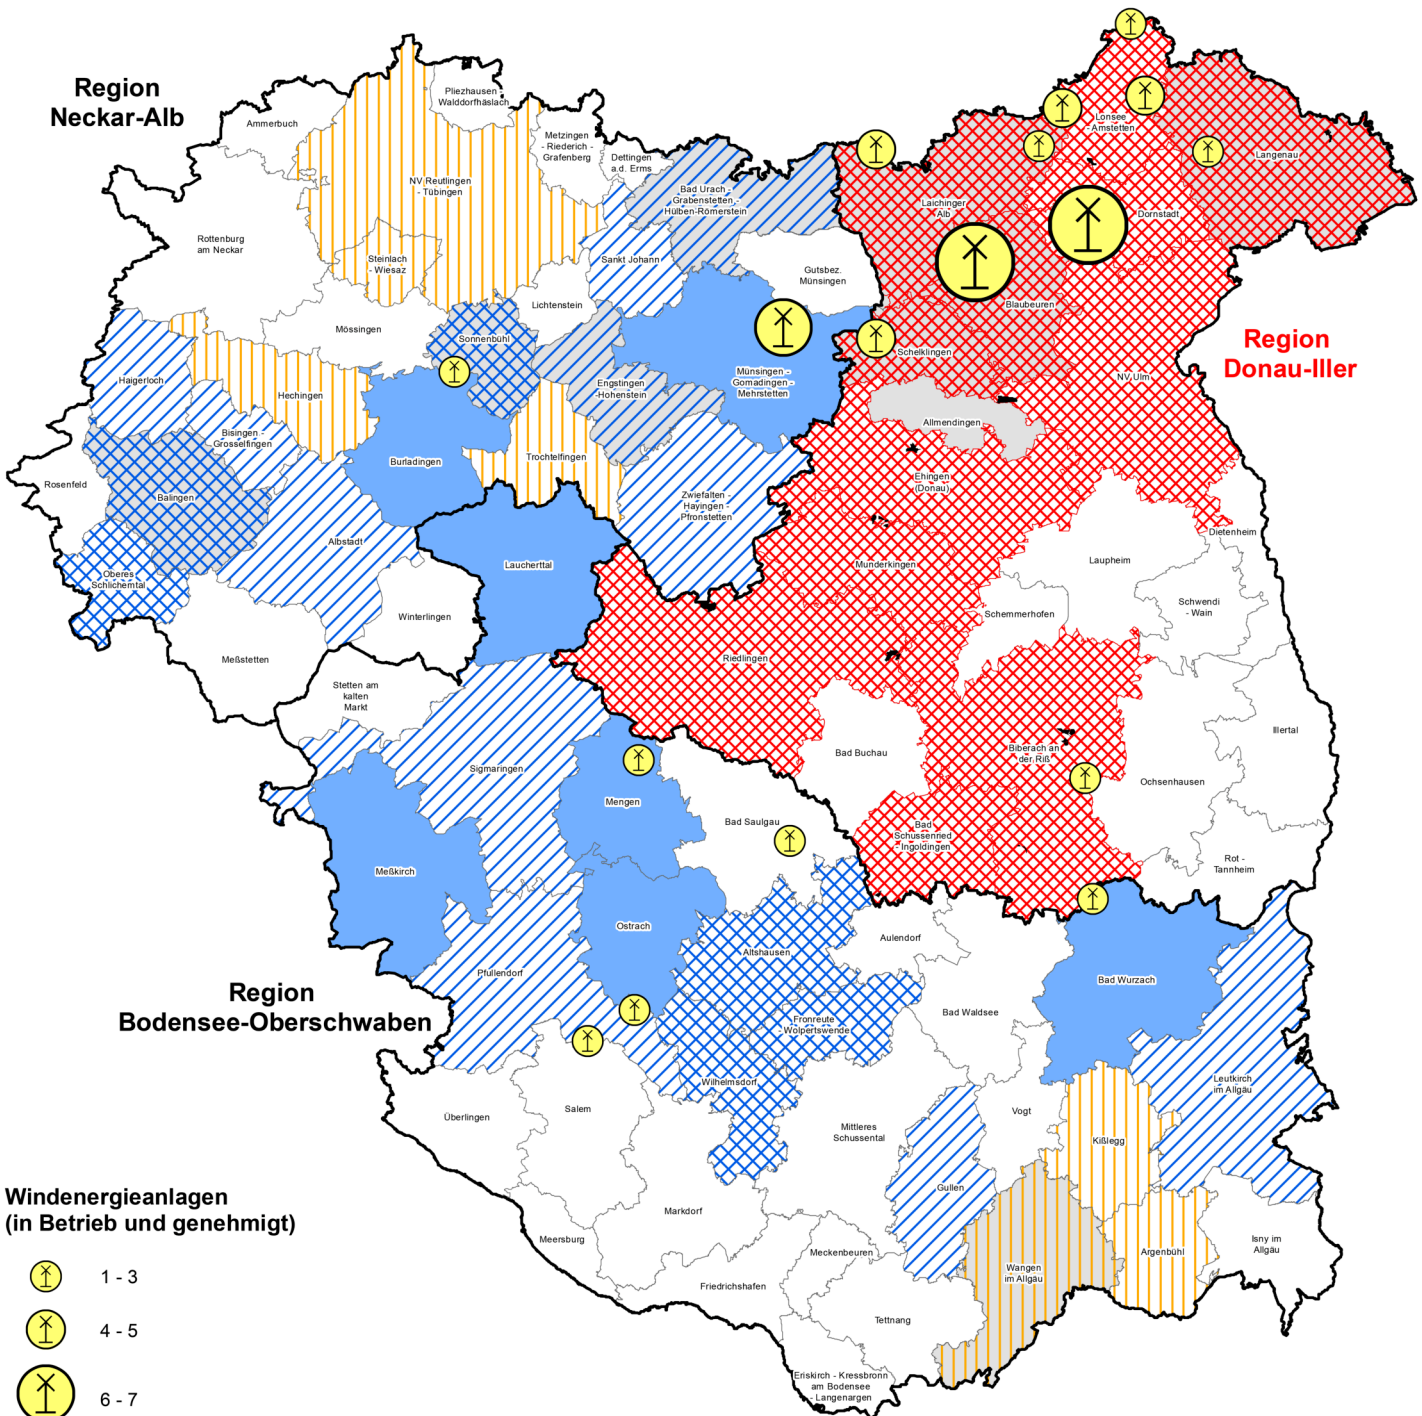 Region
Neckar-Alb
Pliezhausen -
Walddorfhäslach
Ammerbuch
Metzingen
- Riederich -
Grafenberg
Dettingen
a.d. Erms
NV Reutlingen
- Tübingen
Bad Urach -
Grabenstetten -
Hülben-Römerstein
Rottenburg
am Neckar
Steinlach
- Wiesaz
Sankt Johann
Gutsbez.
Münsingen
Lichtenstein
Mössingen
Sonnenbühl
Haigerloch
Hechingen
Engstingen
-Hohenstein
Münsingen -
Gomadingen -
Mehrstetten
Bisingen -
Grosselfingen
Burladingen
Trochtelfingen
Rosenfeld
Balingen
Zwiefalten -
Hayingen -
Pfronstetten
Albstadt
Oberes
Schlichemtal
Winterlingen
Meßstetten
Laucherttal
Lonsee
- Amstetten
Langenau
Laichinger
Alb
Dornstadt
Blaubeuren
Schelklingen
Region
Donau-Iller
NV Ulm
Allmendingen
Ehingen
(Donau)
Dietenheim
Laupheim
Munderkingen
Schwendi
- Wain
Schemmerhofen
Riedlingen
Illertal
Bad Buchau
Biberach an
der Riß
Ochsenhausen
Bad
Schussenried
- Ingoldingen
Rot -
Tannheim
Stetten am
kalten
Markt
Sigmaringen
Mengen
Bad Saulgau
Meßkirch
Ostrach
Altshausen
Aulendorf
Pfullendorf
Bad Wurzach
Region
Bodensee-Oberschwaben
Fronreute
- Wolpertswende
Bad Waldsee
Wilhelmsdorf
Leutkirch
im Allgäu
Überlingen
Salem
Mittleres
Schussental
Vogt
Kißlegg
Gullen
Markdorf
Meersburg
Meckenbeuren
Argenbühl
Isny im
Allgäu
Wangen
im Allgäu
Friedrichshafen
Tettnang
Eriskirch - Kressbronn
am Bodensee
- Langenargen
Windenergieanlagen
(in Betrieb und genehmigt)
1 - 3
4 - 5
6 - 7